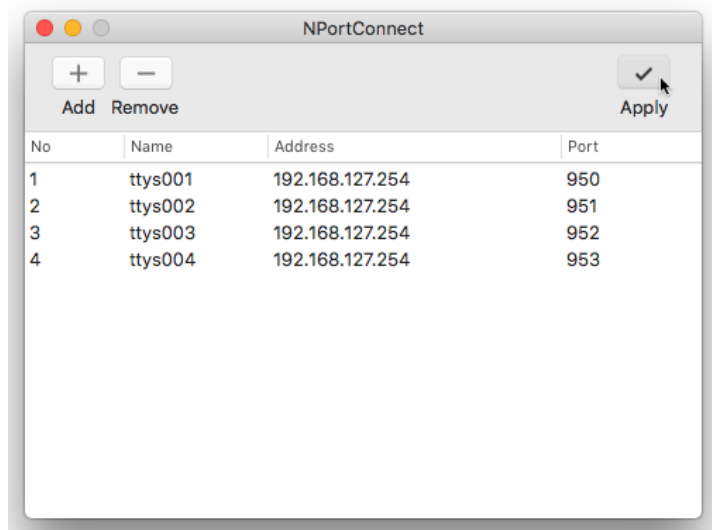 NPortConnect
Add Remove Apply
No Name Address Port
1 ttys001 192.168.127.254 950
2 ttys002 192.168.127.254 951
3 ttys003 192.168.127.254 952
4 ttys004 192.168.127.254 953